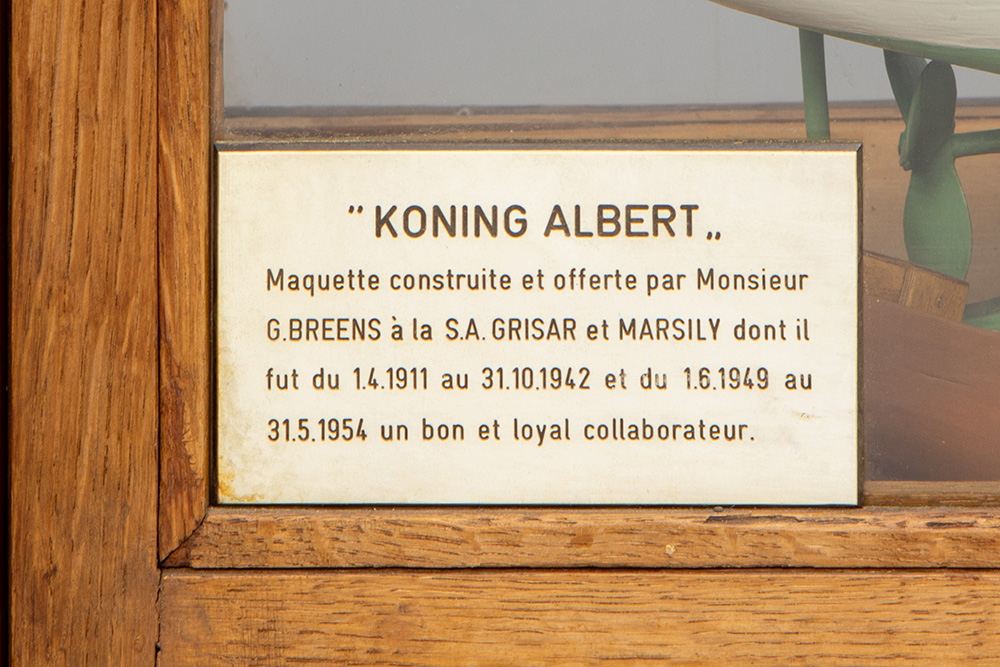 "KONING ALBERT„
Maquette construite et offerte par Monsieur
G.BREENS à la S.A. GRISAR et MARSILY dont il
fut du 1.4.1911 au 31.10.1942 et du 1.6.1949 au
31.5.1954 un bon et loyal collaborateur.